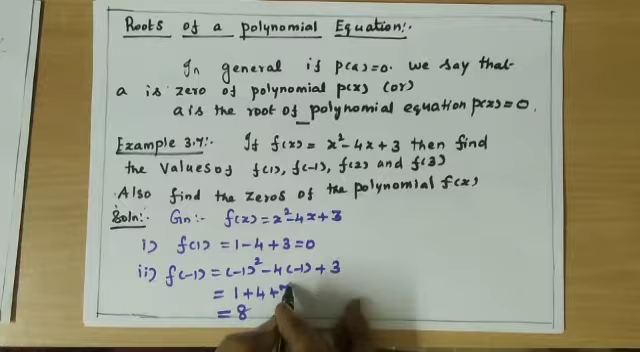 Roots of a polynomial Equation:-
In general if p(a)=0. we say that
a is zero of polynomial p(x) (or)
a is the root of polynomial equation p(x)=0.
Example 3.7:- If f(x) = x²-4x+3 then find
the values of f(1), f(-1), f(2) and f(3)
Also find the zeros of the polynomial f(x)
Soln:- Gn:- f(x) = x²-4x+3
i) f(1) = 1-4+3=0
ii) f(-1) = (-1)²-4(-1)+3
= 1+4+
= 8